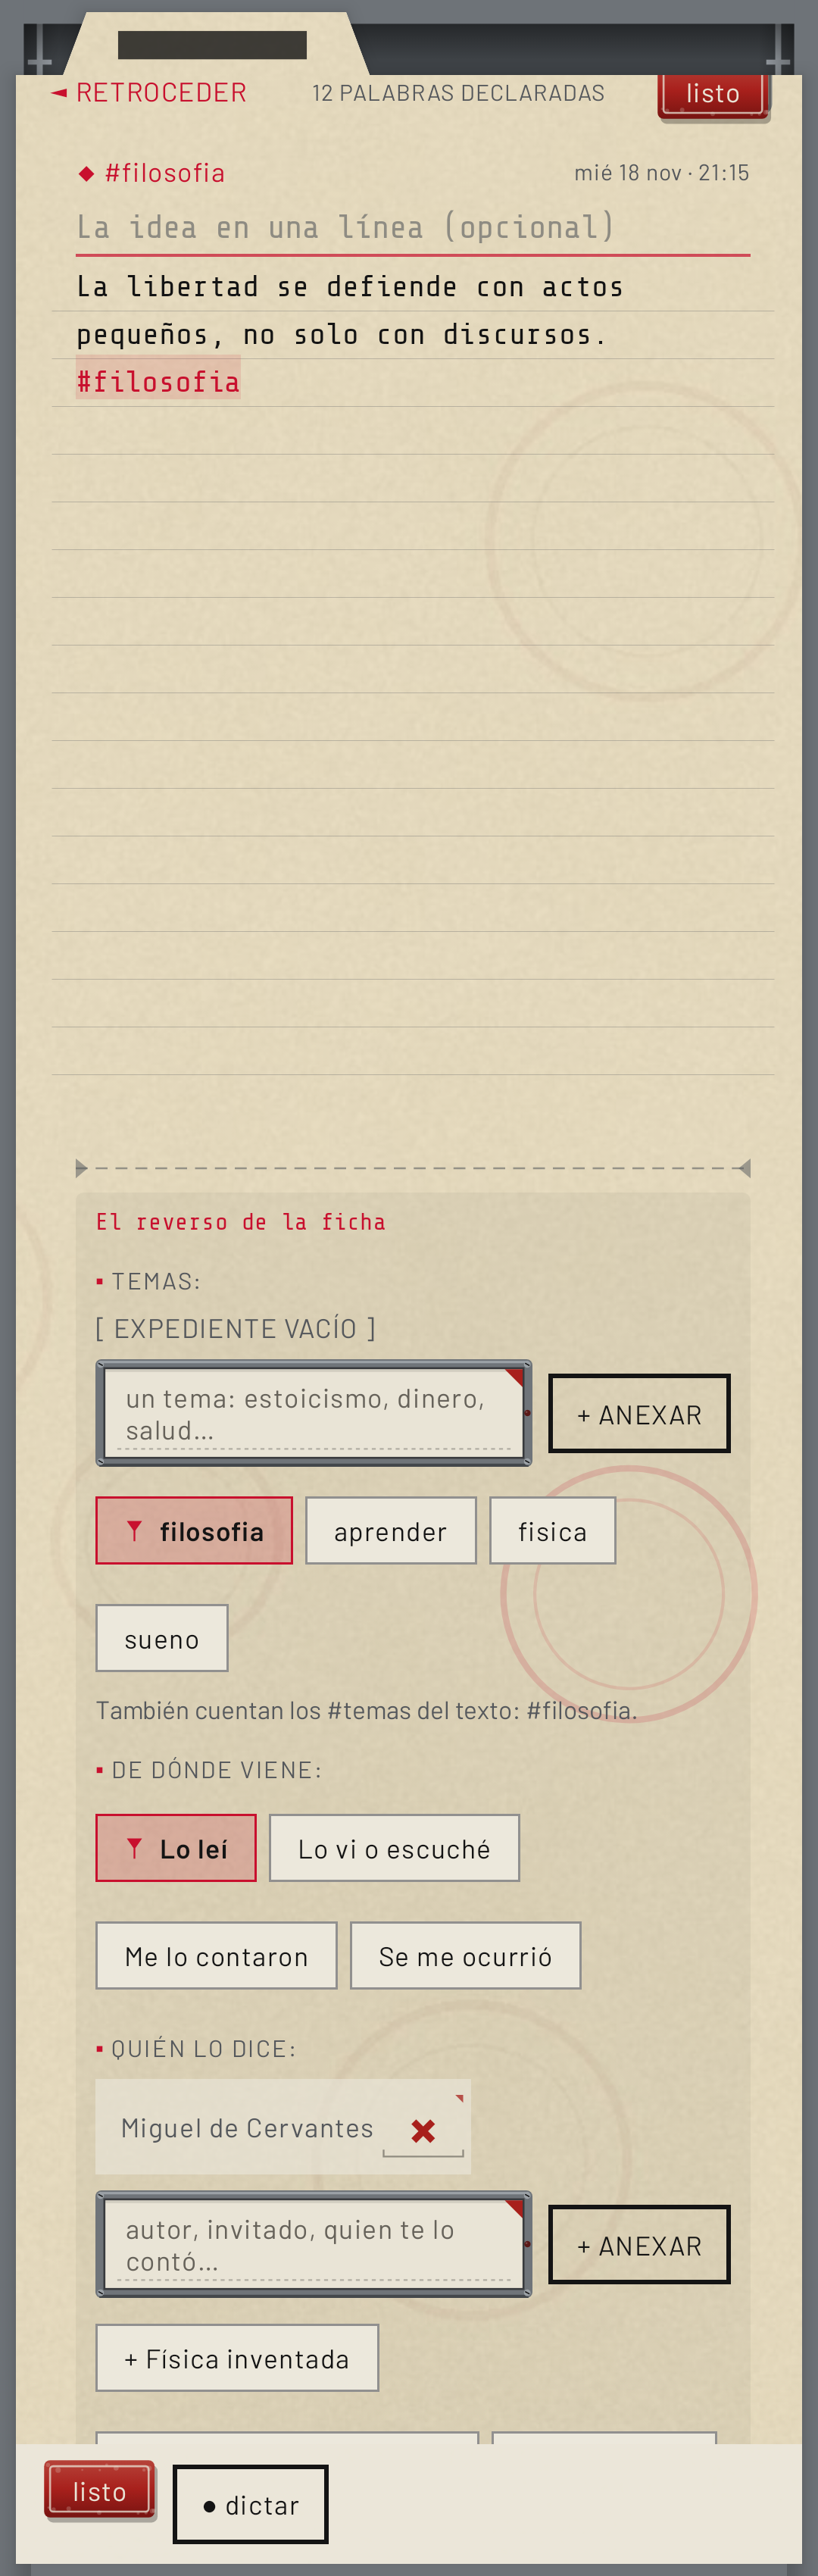 ◄ RETROCEDER 12 PALABRAS DECLARADAS listo
◆ #filosofia mié 18 nov · 21:15
La idea en una línea (opcional)
La libertad se defiende con actos
pequeños, no solo con discursos.
#filosofia
El reverso de la ficha
TEMAS:
[ EXPEDIENTE VACÍO ]
un tema: estoicismo, dinero,
salud...
+ ANEXAR
filosofia aprender fisica
sueno
También cuentan los #temas del texto: #filosofia.
DE DÓNDE VIENE:
Lo leí Lo vi o escuché
Me lo contaron Se me ocurrió
QUIÉN LO DICE:
Miguel de Cervantes
autor, invitado, quien te lo
contó...
+ ANEXAR
+ Física inventada
listo ● dictar